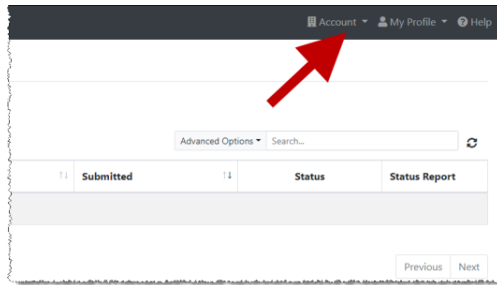 Account My Profile Help
Advanced Options Search...
Submitted Status Status Report
Previous Next